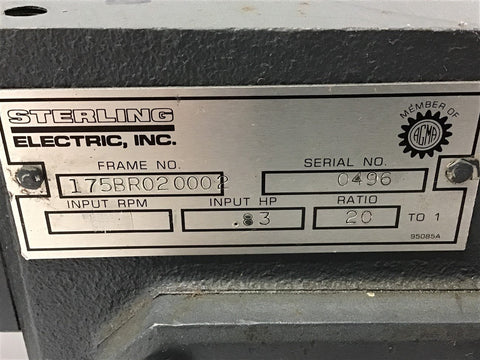 STERLING
ELECTRIC, INC.
MEMBER OF
AGMA
FRAME NO. SERIAL NO.
175BR020002 0496
INPUT RPM INPUT HP RATIO
.83 20 TO 1
95085A